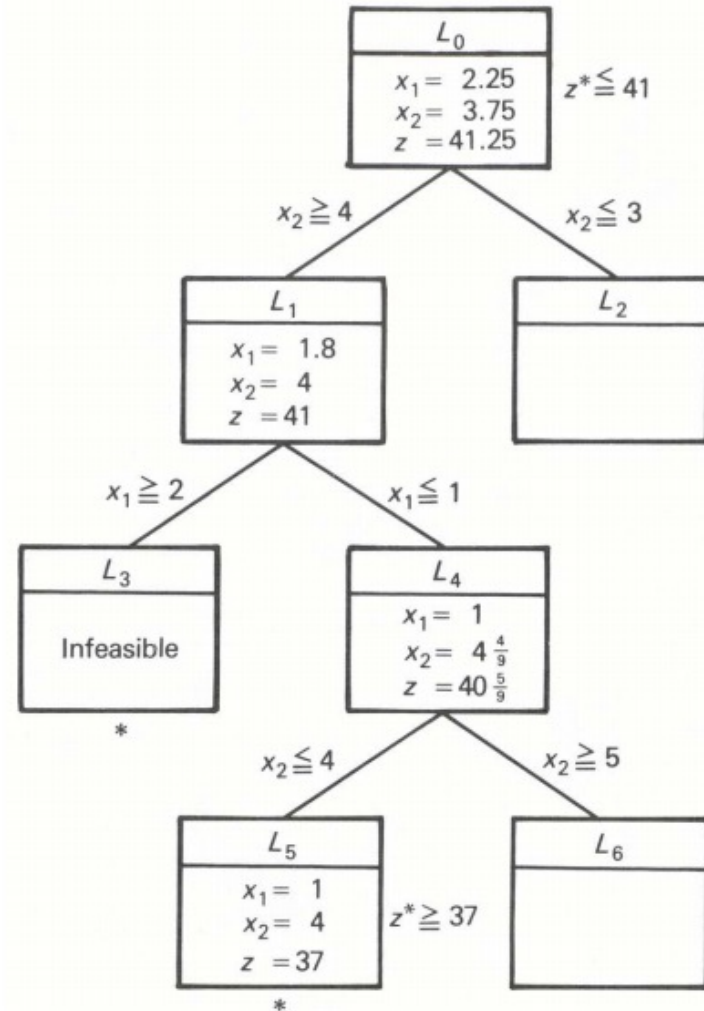 L₀
x₁ = 2.25
x₂ = 3.75
z = 41.25
z* ≦ 41
x₂ ≧ 4
x₂ ≦ 3
L₁
x₁ = 1.8
x₂ = 4
z = 41
L₂
x₁ ≧ 2
x₁ ≦ 1
L₃
Infeasible
*
L₄
x₁ = 1
x₂ = 4 4/9
z = 40 5/9
x₂ ≦ 4
x₂ ≧ 5
L₅
x₁ = 1
x₂ = 4
z = 37
z* ≧ 37
*
L₆